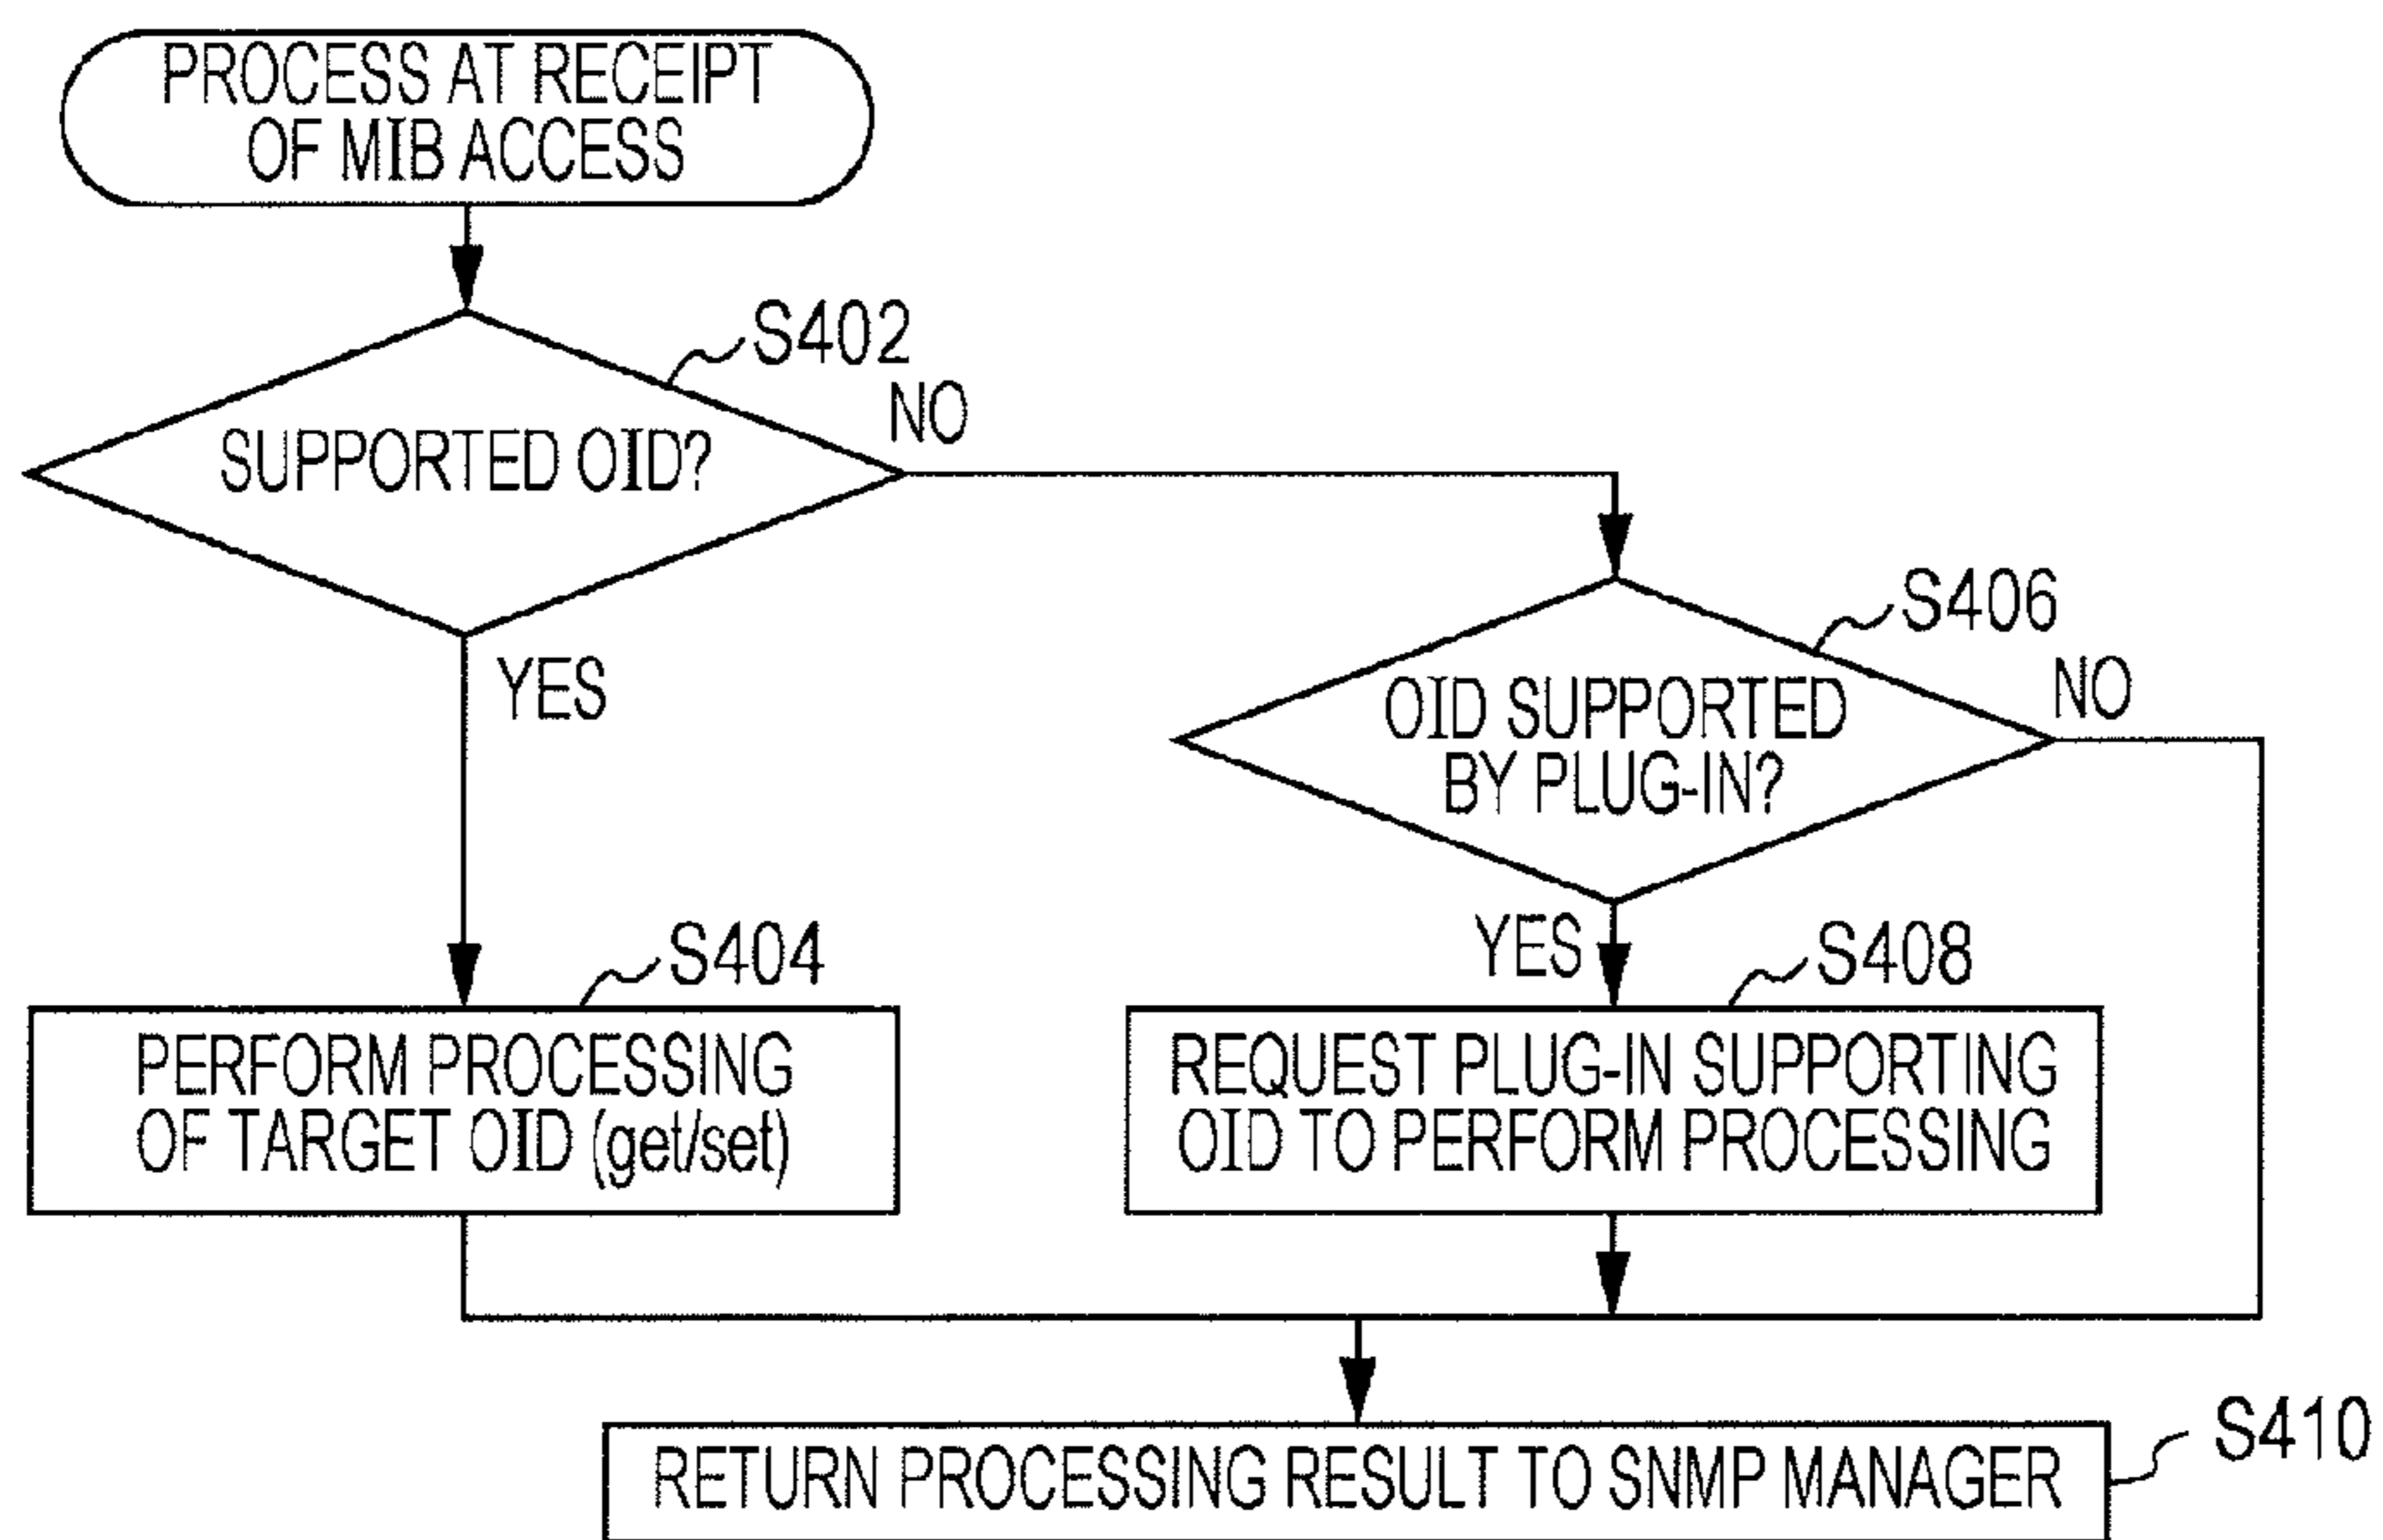 PROCESS AT RECEIPT
OF MIB ACCESS
S402
SUPPORTED OID?
NO
YES
S406
OID SUPPORTED
BY PLUG-IN?
NO
YES
S404
PERFORM PROCESSING
OF TARGET OID (get/set)
S408
REQUEST PLUG-IN SUPPORTING
OID TO PERFORM PROCESSING
RETURN PROCESSING RESULT TO SNMP MANAGER
S410